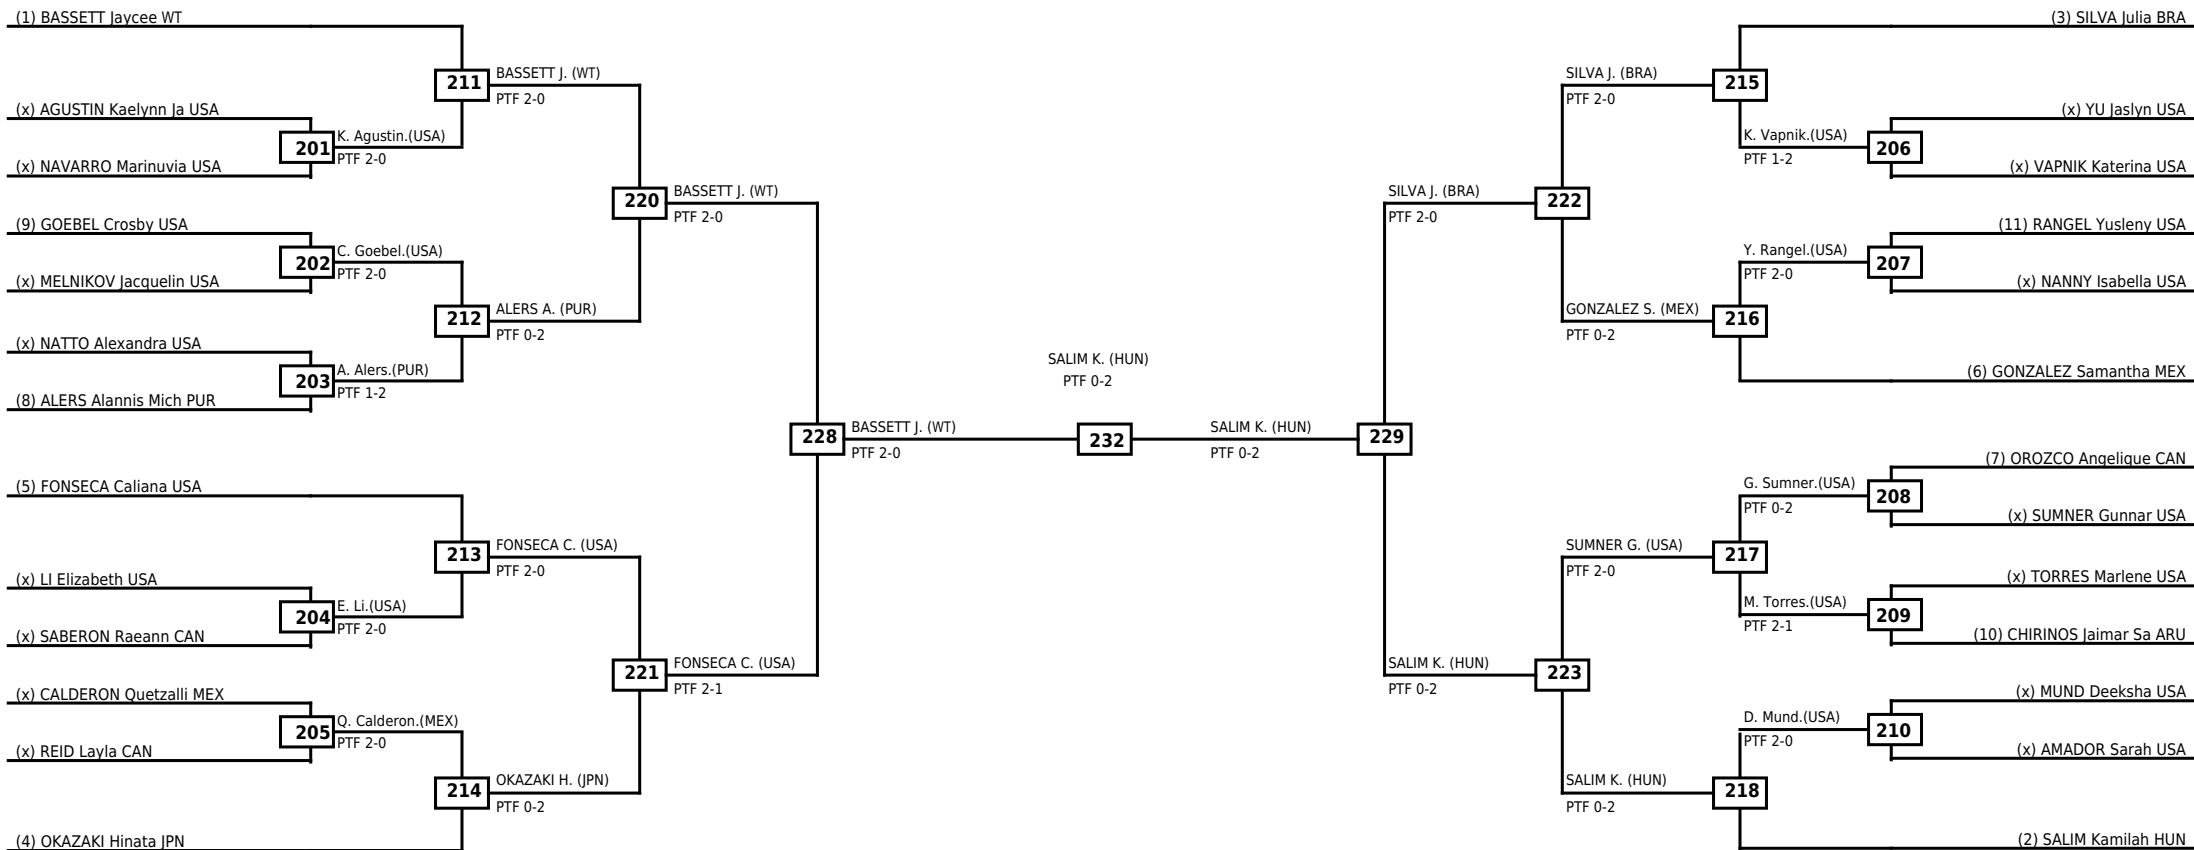 (1) BASSETT Jaycee WT
(x) AGUSTIN Kaelynn Ja USA
(x) NAVARRO Marinuvia USA
(9) GOEBEL Crosby USA
(x) MELNIKOV Jacquelin USA
(x) NATTO Alexandra USA
(8) ALERS Alannis Mich PUR
(5) FONSECA Caliana USA
(x) LI Elizabeth USA
(x) SABERON Raeann CAN
(x) CALDERON Quetzalli MEX
(x) REID Layla CAN
(4) OKAZAKI Hinata JPN
201
K. Agustin.(USA)
PTF 2-0
202
C. Goebel.(USA)
PTF 2-0
203
A. Alers.(PUR)
PTF 1-2
204
E. Li.(USA)
PTF 2-0
205
Q. Calderon.(MEX)
PTF 2-0
211
BASSETT J. (WT)
PTF 2-0
212
ALERS A. (PUR)
PTF 0-2
213
FONSECA C. (USA)
PTF 2-0
214
OKAZAKI H. (JPN)
PTF 0-2
220
BASSETT J. (WT)
PTF 2-0
221
FONSECA C. (USA)
PTF 2-1
228
BASSETT J. (WT)
PTF 2-0
SALIM K. (HUN)
PTF 0-2
232
SALIM K. (HUN)
PTF 0-2
229
SILVA J. (BRA)
PTF 2-0
222
SALIM K. (HUN)
PTF 0-2
223
SILVA J. (BRA)
PTF 2-0
215
GONZALEZ S. (MEX)
PTF 0-2
216
SUMNER G. (USA)
PTF 2-0
217
SALIM K. (HUN)
PTF 0-2
218
K. Vapnik.(USA)
PTF 1-2
206
Y. Rangel.(USA)
PTF 2-0
207
G. Sumner.(USA)
PTF 0-2
208
M. Torres.(USA)
PTF 2-1
209
D. Mund.(USA)
PTF 2-0
210
(3) SILVA Julia BRA
(x) YU Jaslyn USA
(x) VAPNIK Katerina USA
(11) RANGEL Yusleny USA
(x) NANNY Isabella USA
(6) GONZALEZ Samantha MEX
(7) OROZCO Angelique CAN
(x) SUMNER Gunnar USA
(x) TORRES Marlene USA
(10) CHIRINOS Jaimar Sa ARU
(x) MUND Deeksha USA
(x) AMADOR Sarah USA
(2) SALIM Kamilah HUN